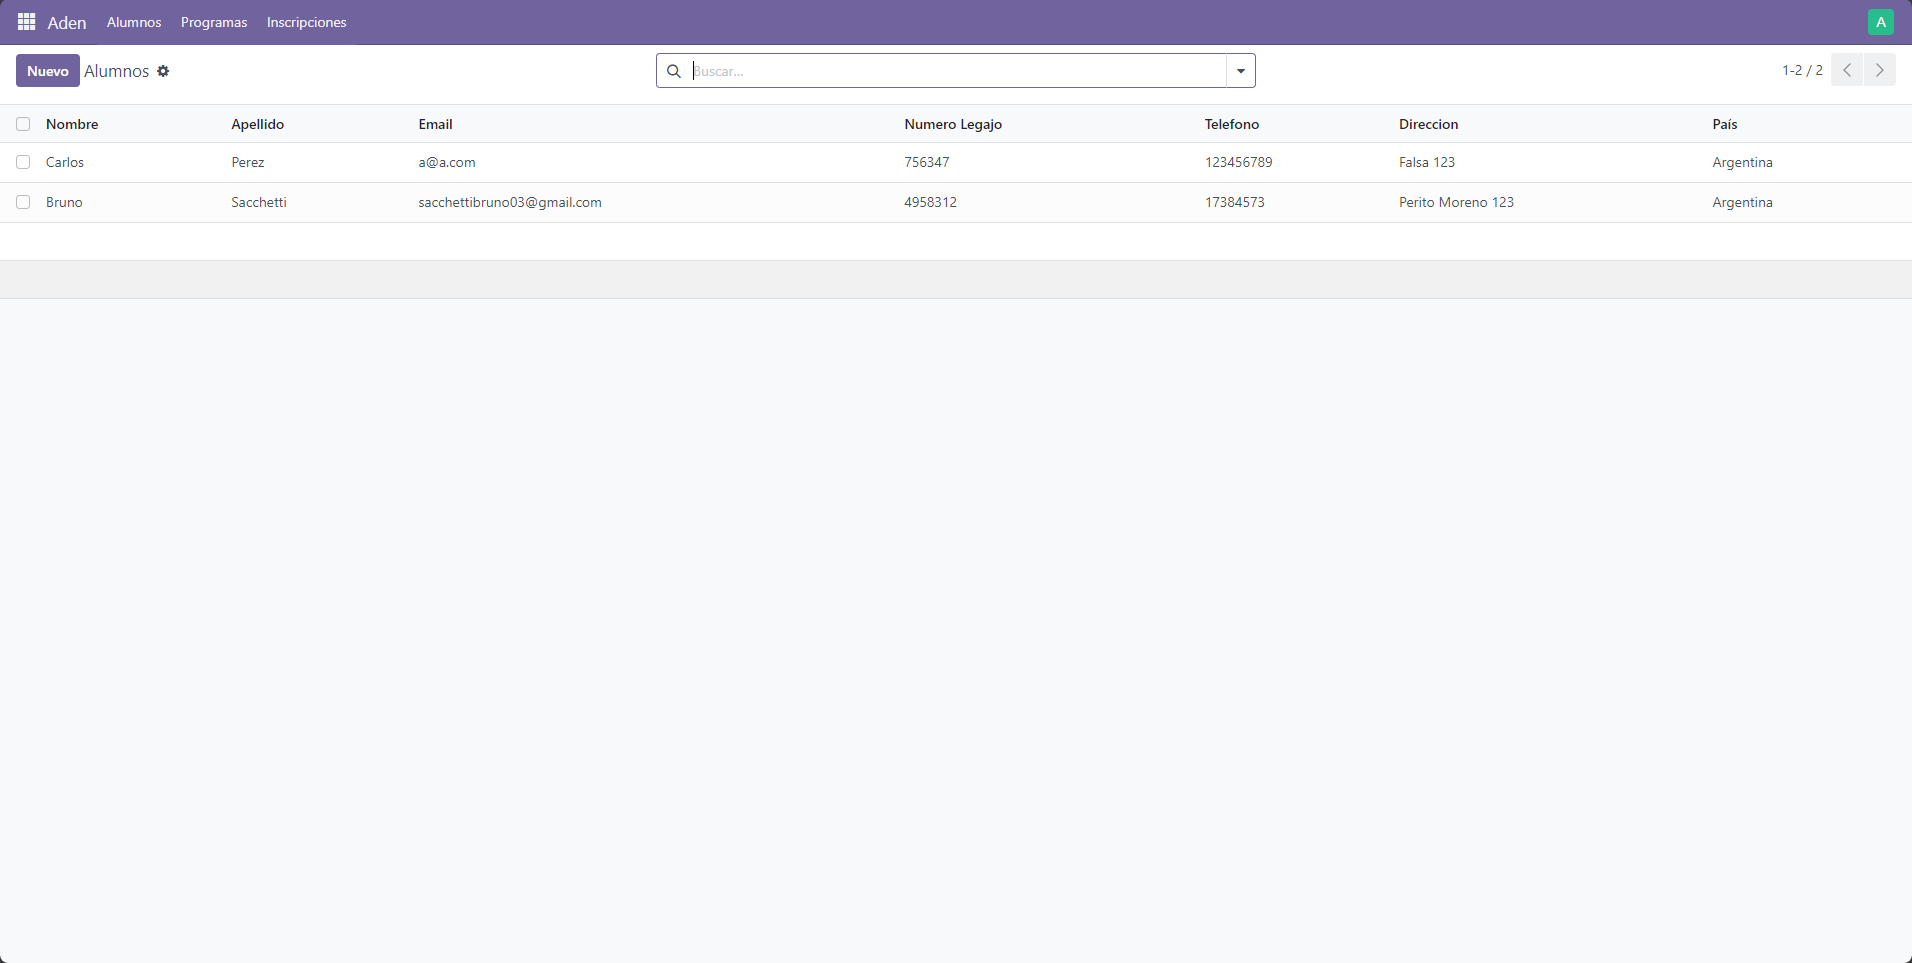 Aden Alumnos Programas Inscripciones A
Nuevo Alumnos Buscar... 1-2 / 2
Nombre Apellido Email Numero Legajo Telefono Direccion País
Carlos Perez a@a.com 756347 123456789 Falsa 123 Argentina
Bruno Sacchetti sacchettibruno03@gmail.com 4958312 17384573 Perito Moreno 123 Argentina